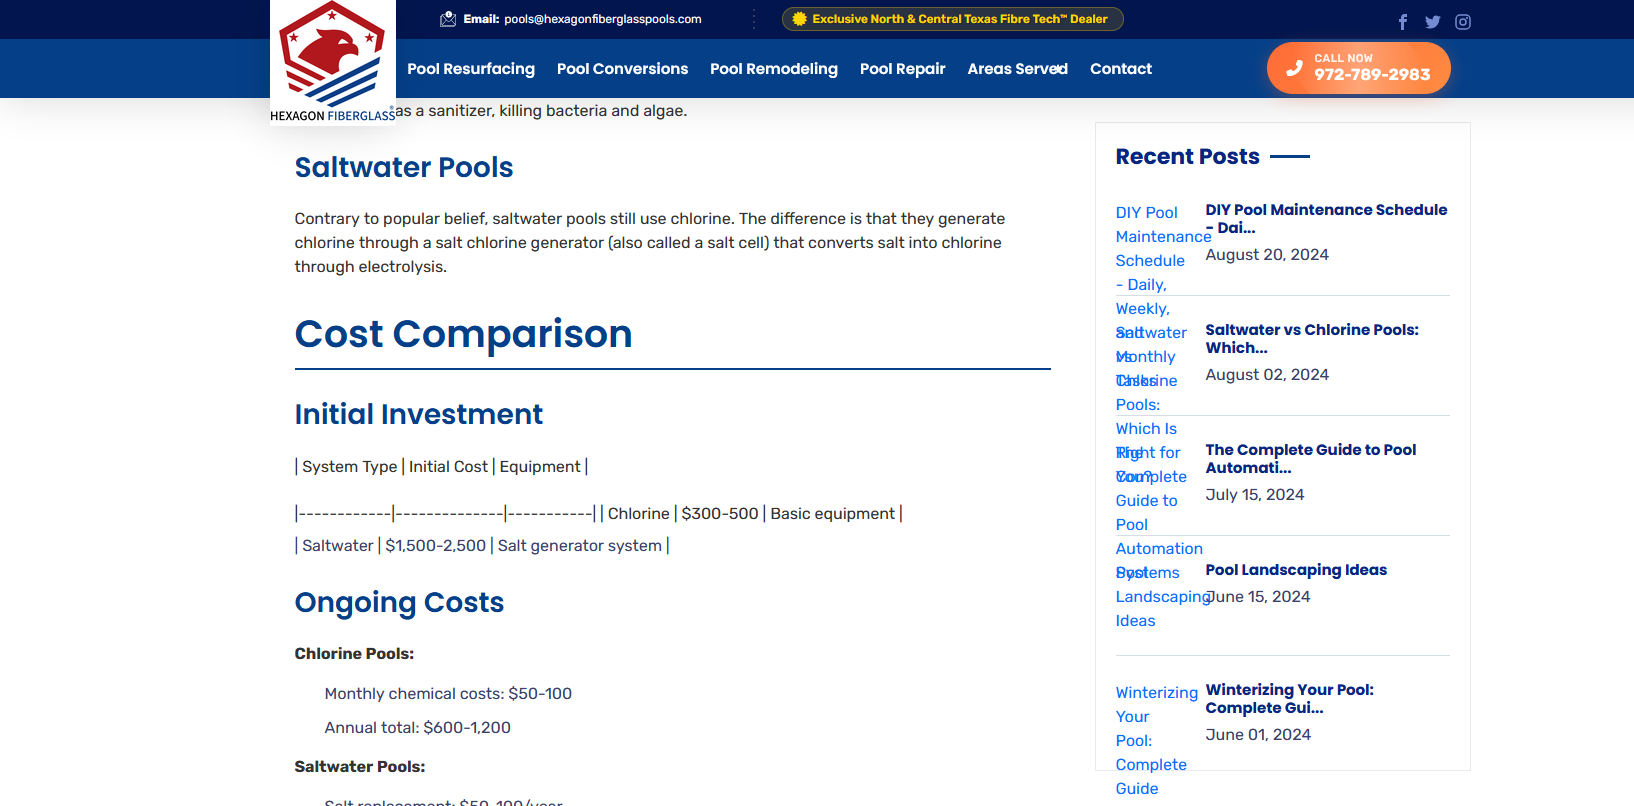 Email: pools@hexagonfiberglasspools.com
Exclusive North & Central Texas Fibre Tech™ Dealer
HEXAGON FIBERGLASS®
Pool Resurfacing
Pool Conversions
Pool Remodeling
Pool Repair
Areas Served
Contact
CALL NOW
972-789-2983
as a sanitizer, killing bacteria and algae.
Saltwater Pools
Contrary to popular belief, saltwater pools still use chlorine. The difference is that they generate
chlorine through a salt chlorine generator (also called a salt cell) that converts salt into chlorine
through electrolysis.
Cost Comparison
Initial Investment
| System Type | Initial Cost | Equipment |
|------------|--------------|-----------| | Chlorine | $300-500 | Basic equipment |
| Saltwater | $1,500-2,500 | Salt generator system |
Ongoing Costs
Chlorine Pools:
Monthly chemical costs: $50-100
Annual total: $600-1,200
Saltwater Pools:
Salt replacement: $50-100/year
Recent Posts
DIY Pool
Maintenance
Schedule
- Daily,
Weekly,
and
Monthly
Tasks
DIY Pool Maintenance Schedule
- Dai...
August 20, 2024
Saltwater
vs
Chlorine
Pools:
Which Is
Right for
You?
Saltwater vs Chlorine Pools:
Which...
August 02, 2024
The
Complete
Guide to
Pool
Automation
Systems
The Complete Guide to Pool
Automati...
July 15, 2024
Pool
Landscaping
Ideas
Pool Landscaping Ideas
June 15, 2024
Winterizing
Your
Pool:
Complete
Guide
Winterizing Your Pool:
Complete Gui...
June 01, 2024